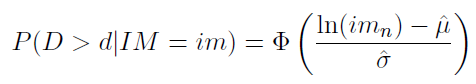 P(D > d|IM = im) = Φ ( (ln(im_n) − μ̂) / σ̂ )